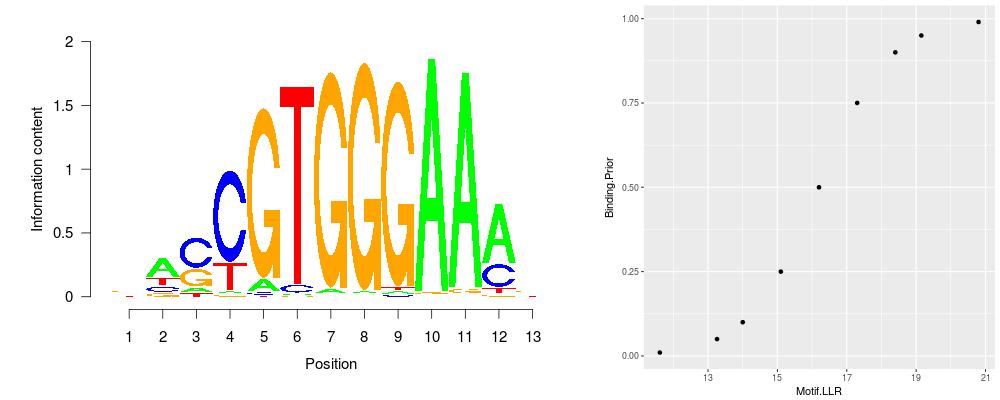 2
1.5
1
0.5
0
Information content
1 2 3 4 5 6 7 8 9 10 11 12 13
Position
A C C G T G G G A A A
T G T A C
C
1.00
0.75
0.50
0.25
0.00
Binding.Prior
13 15 17 19 21
Motif.LLR